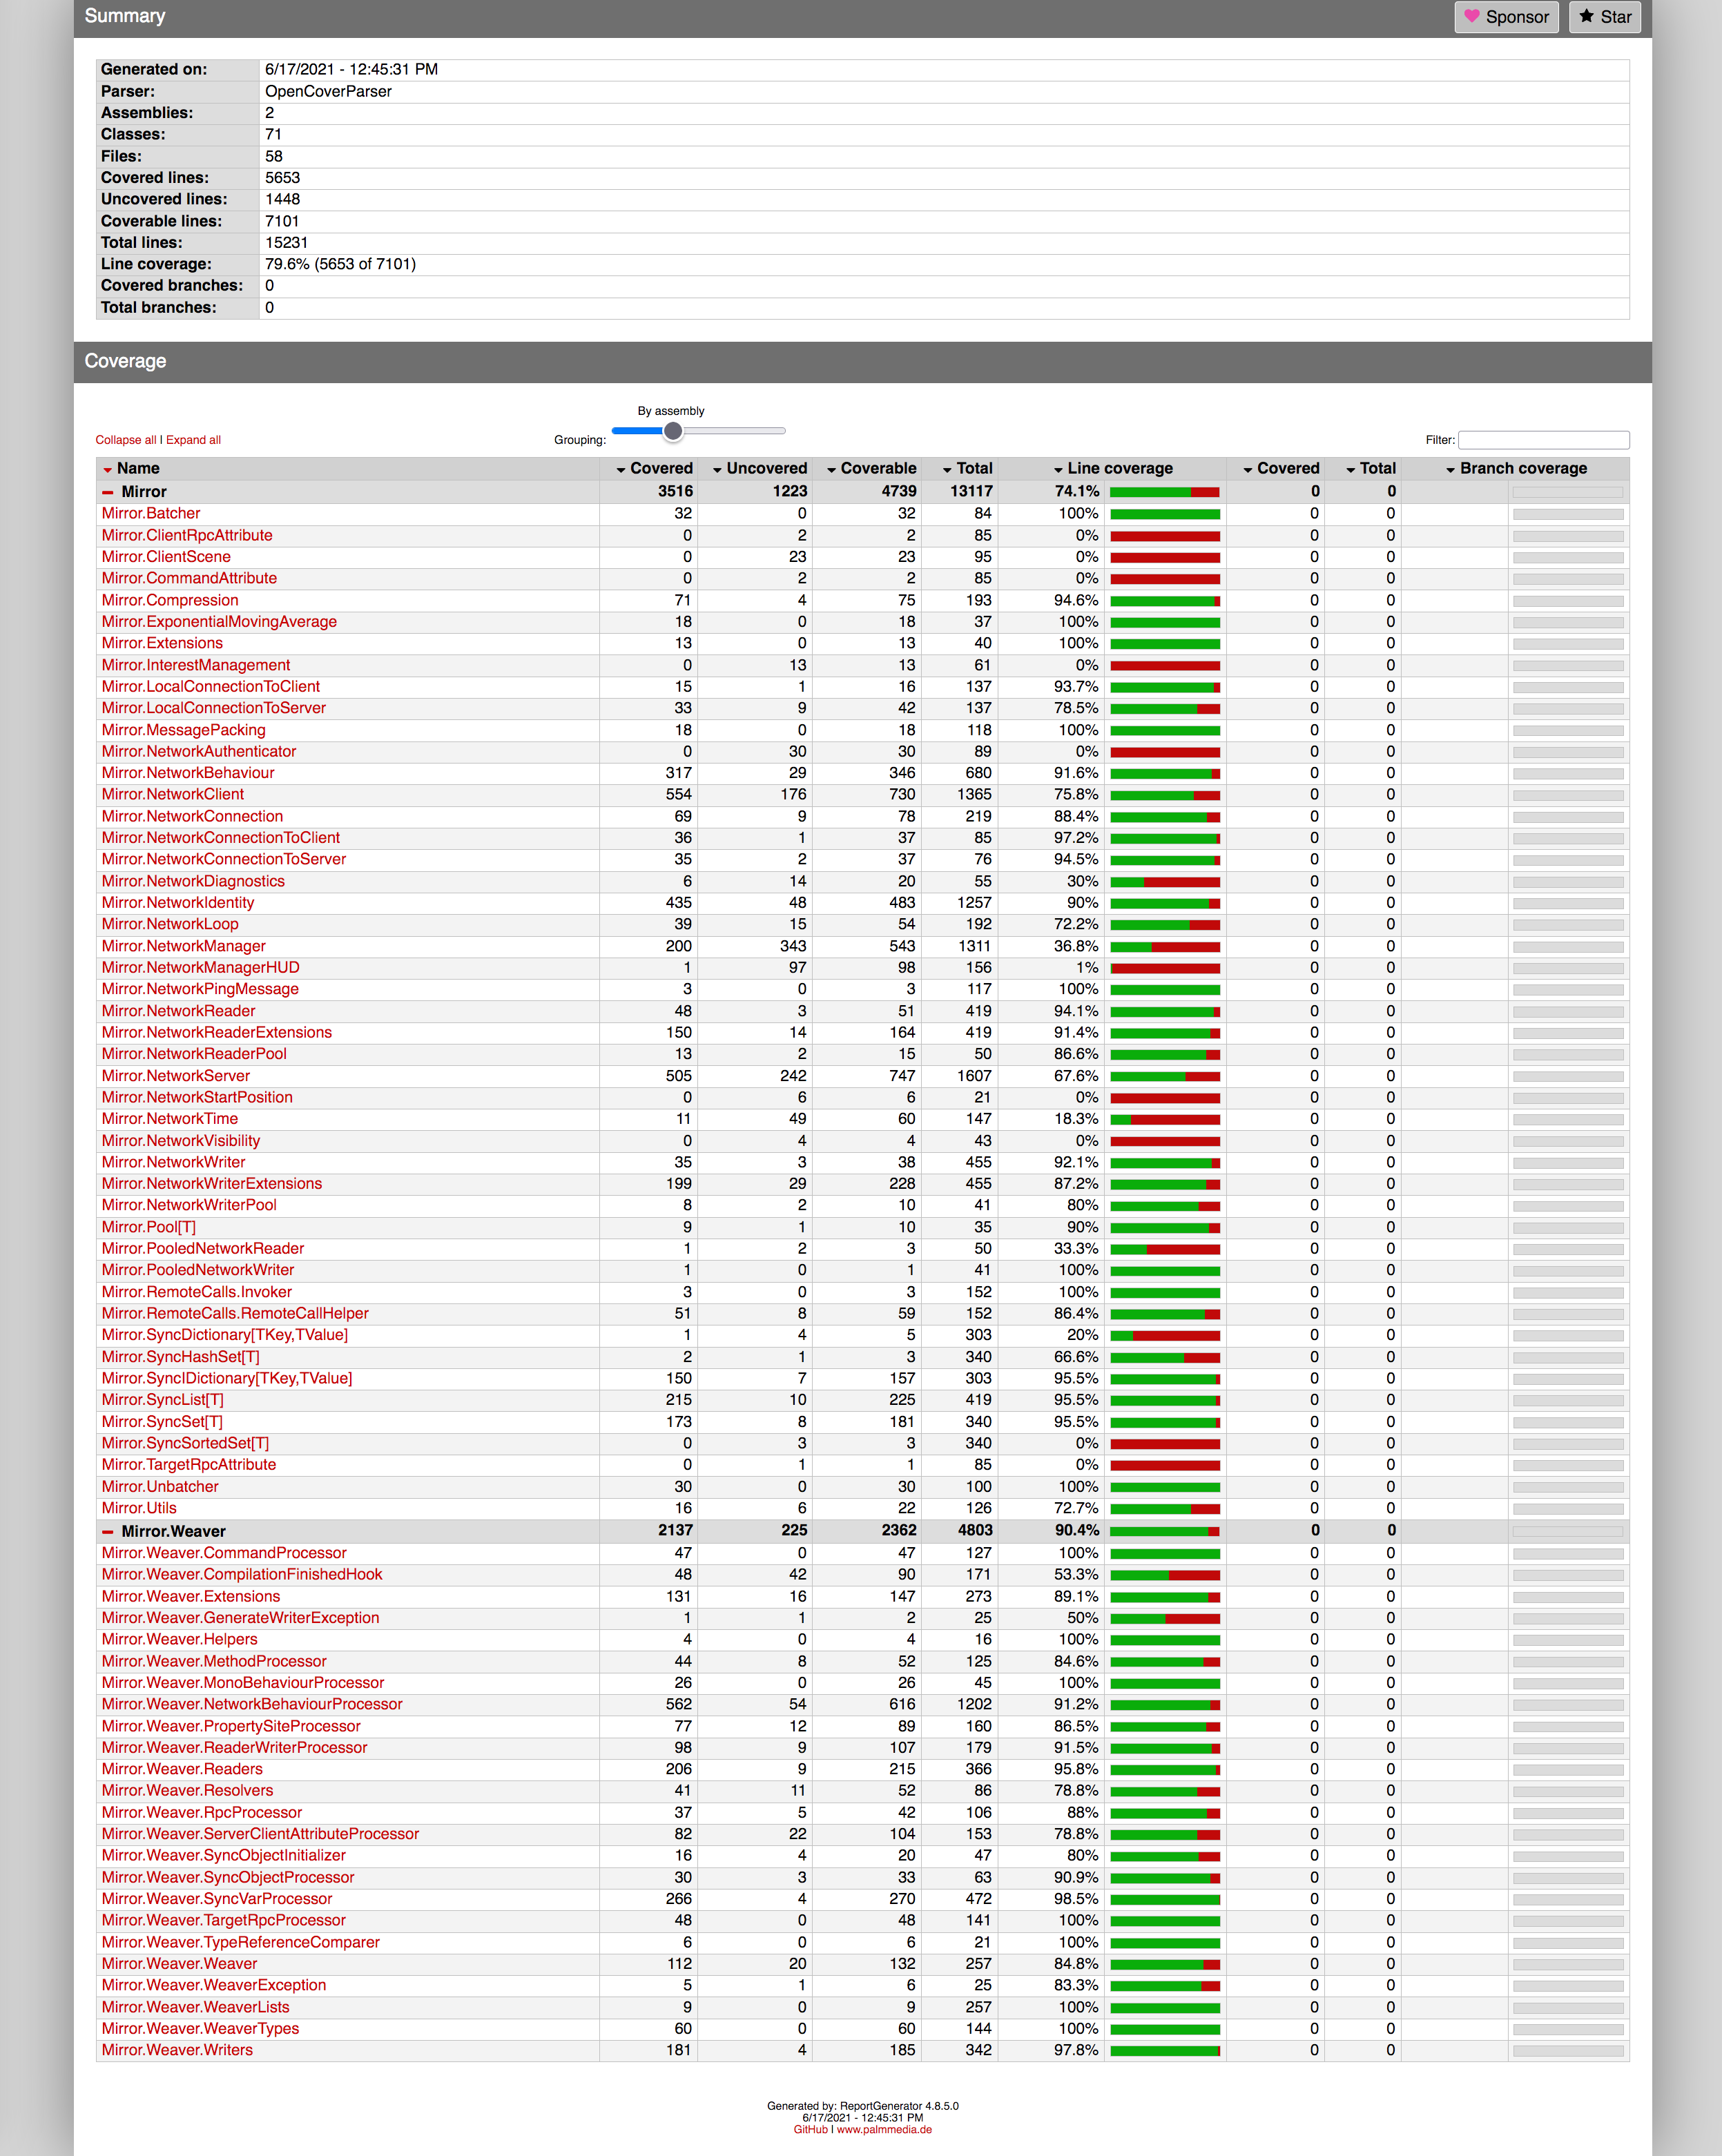 Summary
Sponsor Star
Generated on: 6/17/2021 - 12:45:31 PM
Parser: OpenCoverParser
Assemblies: 2
Classes: 71
Files: 58
Covered lines: 5653
Uncovered lines: 1448
Coverable lines: 7101
Total lines: 15231
Line coverage: 79.6% (5653 of 7101)
Covered branches: 0
Total branches: 0
Coverage
By assembly
Collapse all | Expand all Grouping: Filter:
Name Covered Uncovered Coverable Total Line coverage Covered Total Branch coverage
Mirror 3516 1223 4739 13117 74.1% 0 0
Mirror.Batcher 32 0 32 84 100% 0 0
Mirror.ClientRpcAttribute 0 2 2 85 0% 0 0
Mirror.ClientScene 0 23 23 95 0% 0 0
Mirror.CommandAttribute 0 2 2 85 0% 0 0
Mirror.Compression 71 4 75 193 94.6% 0 0
Mirror.ExponentialMovingAverage 18 0 18 37 100% 0 0
Mirror.Extensions 13 0 13 40 100% 0 0
Mirror.InterestManagement 0 13 13 61 0% 0 0
Mirror.LocalConnectionToClient 15 1 16 137 93.7% 0 0
Mirror.LocalConnectionToServer 33 9 42 137 78.5% 0 0
Mirror.MessagePacking 18 0 18 118 100% 0 0
Mirror.NetworkAuthenticator 0 30 30 89 0% 0 0
Mirror.NetworkBehaviour 317 29 346 680 91.6% 0 0
Mirror.NetworkClient 554 176 730 1365 75.8% 0 0
Mirror.NetworkConnection 69 9 78 219 88.4% 0 0
Mirror.NetworkConnectionToClient 36 1 37 85 97.2% 0 0
Mirror.NetworkConnectionToServer 35 2 37 76 94.5% 0 0
Mirror.NetworkDiagnostics 6 14 20 55 30% 0 0
Mirror.NetworkIdentity 435 48 483 1257 90% 0 0
Mirror.NetworkLoop 39 15 54 192 72.2% 0 0
Mirror.NetworkManager 200 343 543 1311 36.8% 0 0
Mirror.NetworkManagerHUD 1 97 98 156 1% 0 0
Mirror.NetworkPingMessage 3 0 3 117 100% 0 0
Mirror.NetworkReader 48 3 51 419 94.1% 0 0
Mirror.NetworkReaderExtensions 150 14 164 419 91.4% 0 0
Mirror.NetworkReaderPool 13 2 15 50 86.6% 0 0
Mirror.NetworkServer 505 242 747 1607 67.6% 0 0
Mirror.NetworkStartPosition 0 6 6 21 0% 0 0
Mirror.NetworkTime 11 49 60 147 18.3% 0 0
Mirror.NetworkVisibility 0 4 4 43 0% 0 0
Mirror.NetworkWriter 35 3 38 455 92.1% 0 0
Mirror.NetworkWriterExtensions 199 29 228 455 87.2% 0 0
Mirror.NetworkWriterPool 8 2 10 41 80% 0 0
Mirror.Pool[T] 9 1 10 35 90% 0 0
Mirror.PooledNetworkReader 1 2 3 50 33.3% 0 0
Mirror.PooledNetworkWriter 1 0 1 41 100% 0 0
Mirror.RemoteCalls.Invoker 3 0 3 152 100% 0 0
Mirror.RemoteCalls.RemoteCallHelper 51 8 59 152 86.4% 0 0
Mirror.SyncDictionary[TKey,TValue] 1 4 5 303 20% 0 0
Mirror.SyncHashSet[T] 2 1 3 340 66.6% 0 0
Mirror.SyncIDictionary[TKey,TValue] 150 7 157 303 95.5% 0 0
Mirror.SyncList[T] 215 10 225 419 95.5% 0 0
Mirror.SyncSet[T] 173 8 181 340 95.5% 0 0
Mirror.SyncSortedSet[T] 0 3 3 340 0% 0 0
Mirror.TargetRpcAttribute 0 1 1 85 0% 0 0
Mirror.Unbatcher 30 0 30 100 100% 0 0
Mirror.Utils 16 6 22 126 72.7% 0 0
Mirror.Weaver 2137 225 2362 4803 90.4% 0 0
Mirror.Weaver.CommandProcessor 47 0 47 127 100% 0 0
Mirror.Weaver.CompilationFinishedHook 48 42 90 171 53.3% 0 0
Mirror.Weaver.Extensions 131 16 147 273 89.1% 0 0
Mirror.Weaver.GenerateWriterException 1 1 2 25 50% 0 0
Mirror.Weaver.Helpers 4 0 4 16 100% 0 0
Mirror.Weaver.MethodProcessor 44 8 52 125 84.6% 0 0
Mirror.Weaver.MonoBehaviourProcessor 26 0 26 45 100% 0 0
Mirror.Weaver.NetworkBehaviourProcessor 562 54 616 1202 91.2% 0 0
Mirror.Weaver.PropertySiteProcessor 77 12 89 160 86.5% 0 0
Mirror.Weaver.ReaderWriterProcessor 98 9 107 179 91.5% 0 0
Mirror.Weaver.Readers 206 9 215 366 95.8% 0 0
Mirror.Weaver.Resolvers 41 11 52 86 78.8% 0 0
Mirror.Weaver.RpcProcessor 37 5 42 106 88% 0 0
Mirror.Weaver.ServerClientAttributeProcessor 82 22 104 153 78.8% 0 0
Mirror.Weaver.SyncObjectInitializer 16 4 20 47 80% 0 0
Mirror.Weaver.SyncObjectProcessor 30 3 33 63 90.9% 0 0
Mirror.Weaver.SyncVarProcessor 266 4 270 472 98.5% 0 0
Mirror.Weaver.TargetRpcProcessor 48 0 48 141 100% 0 0
Mirror.Weaver.TypeReferenceComparer 6 0 6 21 100% 0 0
Mirror.Weaver.Weaver 112 20 132 257 84.8% 0 0
Mirror.Weaver.WeaverException 5 1 6 25 83.3% 0 0
Mirror.Weaver.WeaverLists 9 0 9 257 100% 0 0
Mirror.Weaver.WeaverTypes 60 0 60 144 100% 0 0
Mirror.Weaver.Writers 181 4 185 342 97.8% 0 0
Generated by: ReportGenerator 4.8.5.0
6/17/2021 - 12:45:31 PM
GitHub | www.palmmedia.de